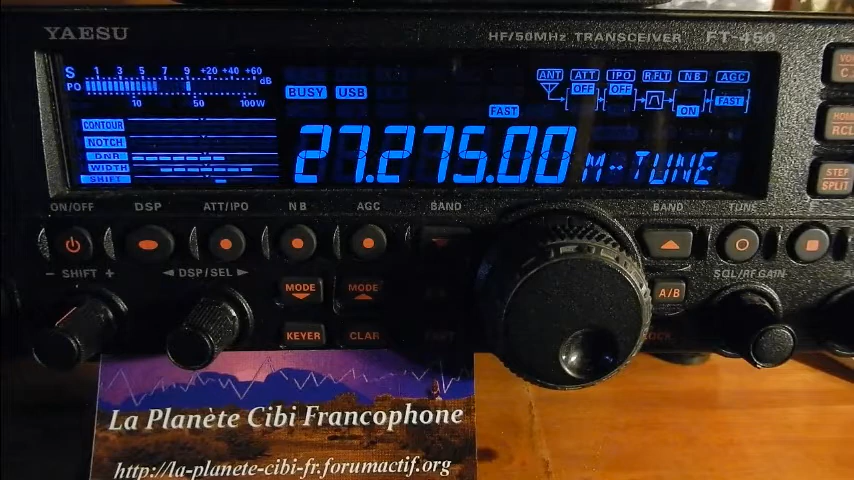 YAESU
HF/50MHz TRANSCEIVER FT-450
S 1 3 5 7 9 +20 +40 +60 dB
PO 10 50 100W
BUSY USB
FAST
ANT ATT IPO R.FLT NB AGC
OFF OFF ON FAST
CONTOUR
NOTCH
DNR
WIDTH
SHIFT
27.275.00 M-TUNE
STEP
SPLIT
ON/OFF DSP ATT/IPO NB AGC BAND BAND TUNE
- SHIFT + ◄DSP/SEL► MODE MODE A/B SQL/RF GAIN
KEYER CLAR
La Planète Cibi Francophone
http://la-planete-cibi-fr.forumactif.org